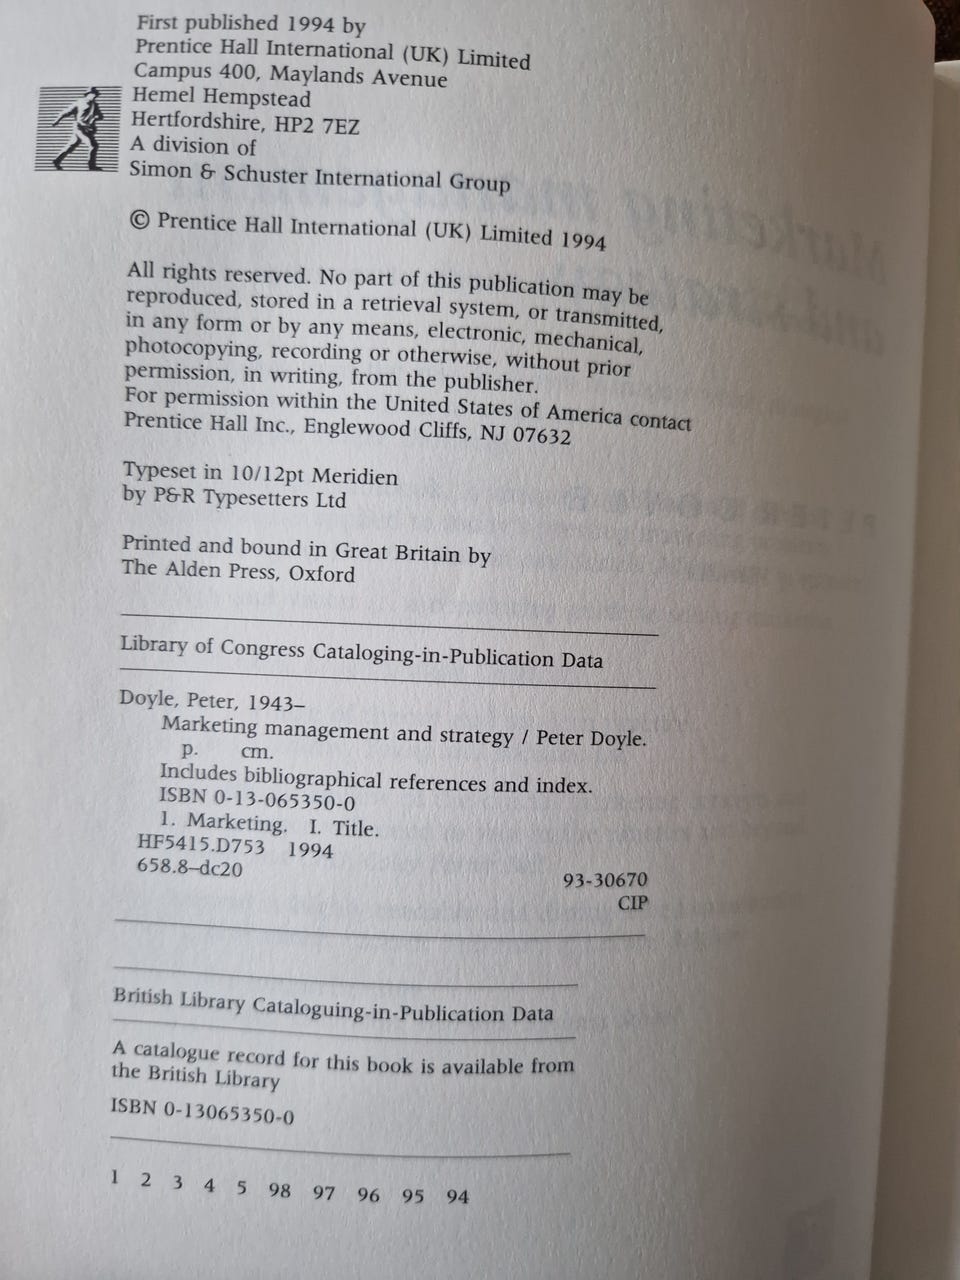 First published 1994 by
Prentice Hall International (UK) Limited
Campus 400, Maylands Avenue
Hemel Hempstead
Hertfordshire, HP2 7EZ
A division of
Simon & Schuster International Group
© Prentice Hall International (UK) Limited 1994
All rights reserved. No part of this publication may be
reproduced, stored in a retrieval system, or transmitted,
in any form or by any means, electronic, mechanical,
photocopying, recording or otherwise, without prior
permission, in writing, from the publisher.
For permission within the United States of America contact
Prentice Hall Inc., Englewood Cliffs, NJ 07632
Typeset in 10/12pt Meridien
by P&R Typesetters Ltd
Printed and bound in Great Britain by
The Alden Press, Oxford
Library of Congress Cataloging-in-Publication Data
Doyle, Peter, 1943–
Marketing management and strategy / Peter Doyle.
p. cm.
Includes bibliographical references and index.
ISBN 0-13-065350-0
1. Marketing. I. Title.
HF5415.D753 1994
658.8–dc20
93-30670
CIP
British Library Cataloguing-in-Publication Data
A catalogue record for this book is available from
the British Library
ISBN 0-13065350-0
1 2 3 4 5 98 97 96 95 94